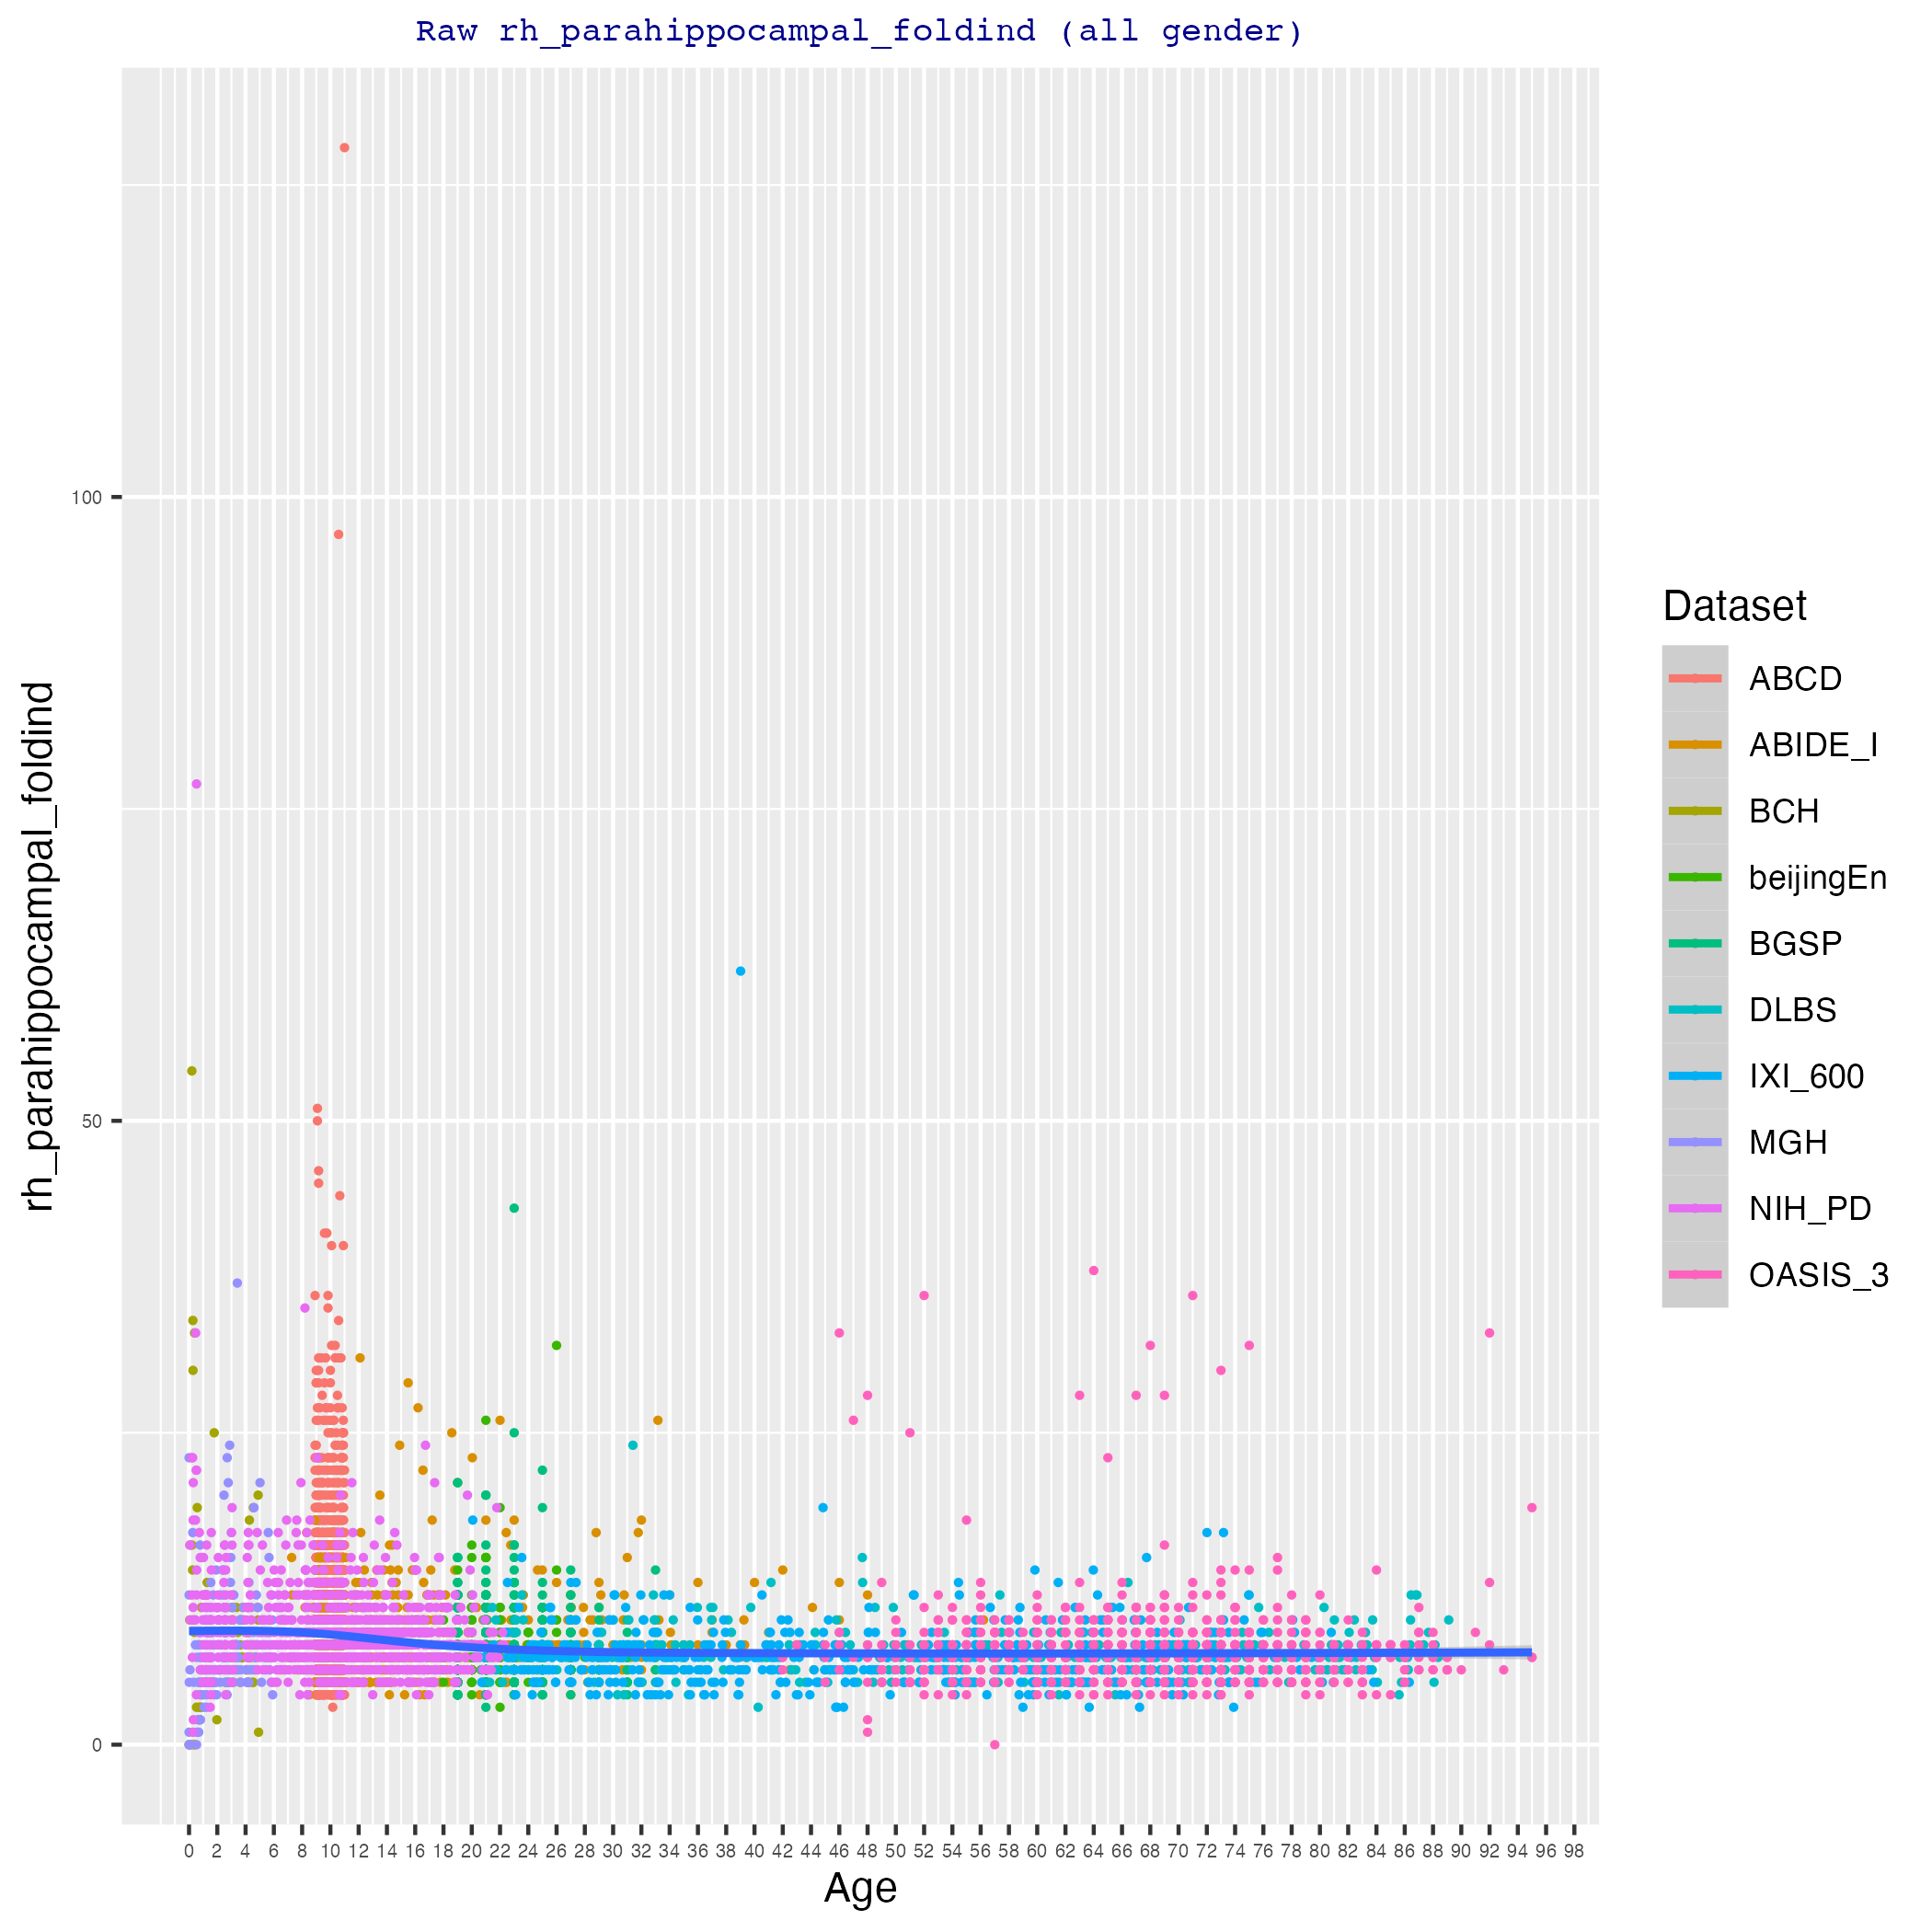 Raw rh_parahippocampal_foldind (all gender)
rh_parahippocampal_foldind
100
50
0
0 2 4 6 8 10 12 14 16 18 20 22 24 26 28 30 32 34 36 38 40 42 44 46 48 50 52 54 56 58 60 62 64 66 68 70 72 74 76 78 80 82 84 86 88 90 92 94 96 98
Age
Dataset
ABCD
ABIDE_I
BCH
beijingEn
BGSP
DLBS
IXI_600
MGH
NIH_PD
OASIS_3